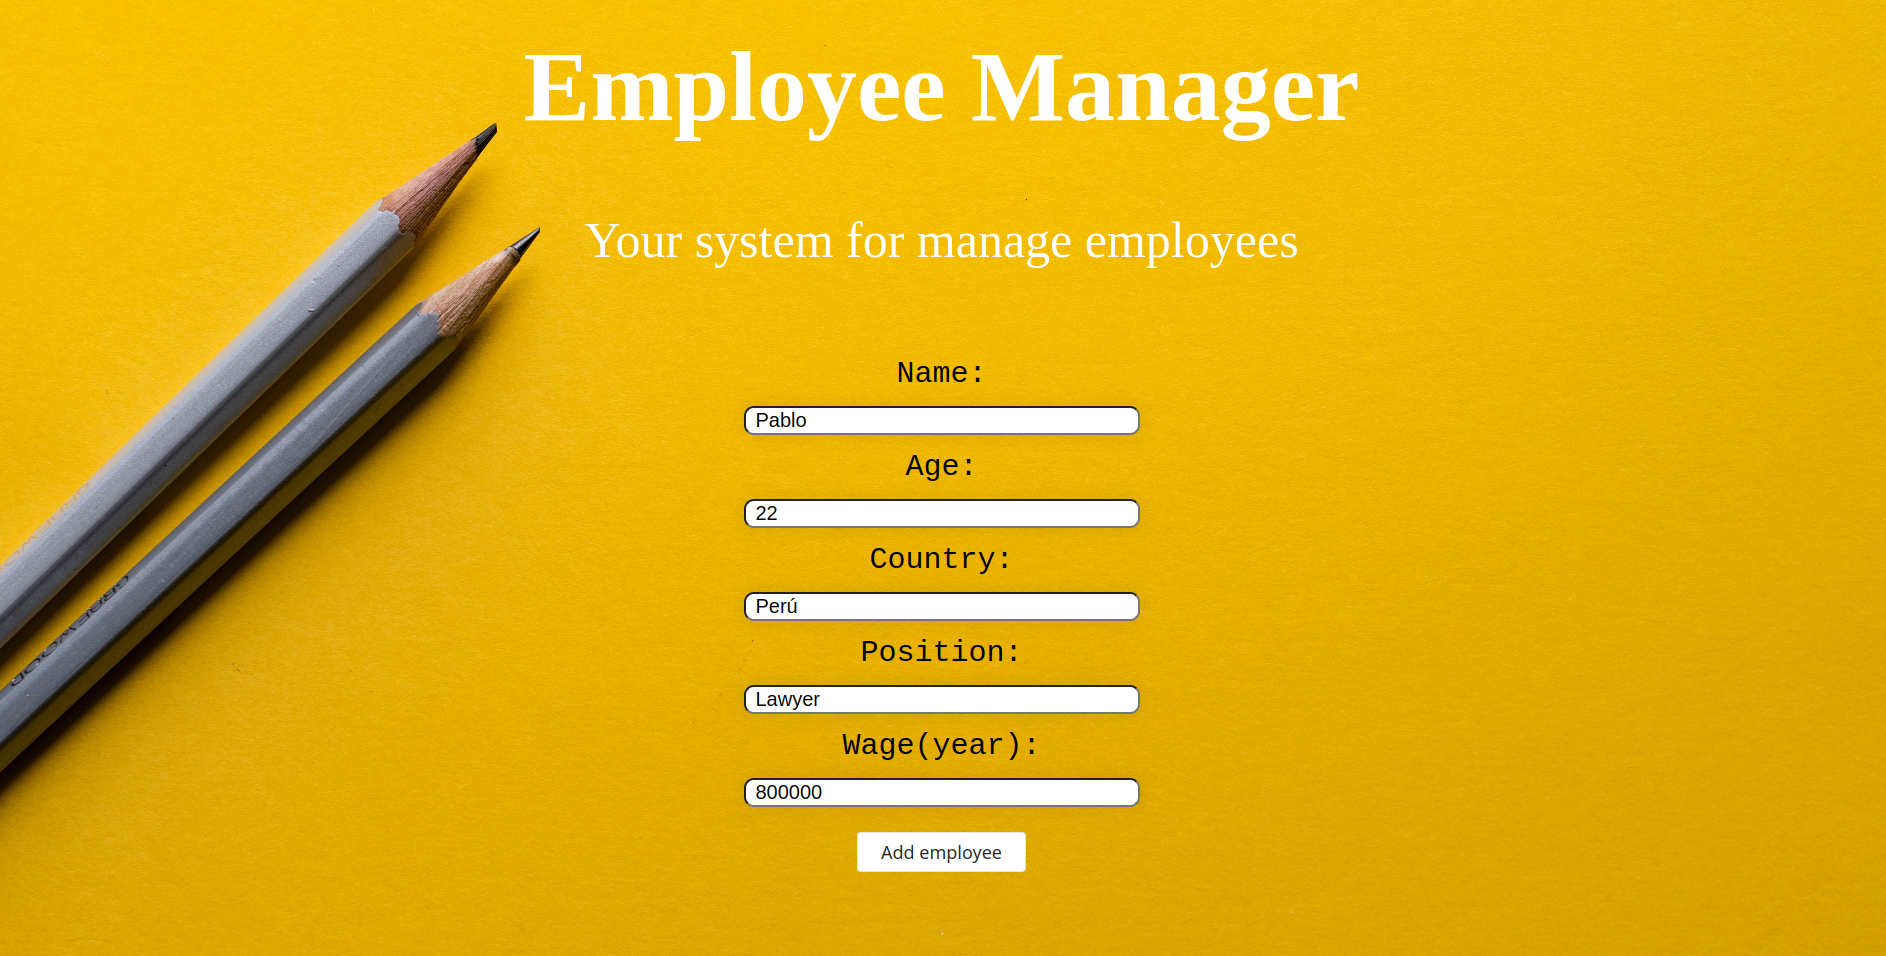 Employee Manager
Your system for manage employees
Name:
Pablo
Age:
22
Country:
Perú
Position:
Lawyer
Wage(year):
800000
Add employee